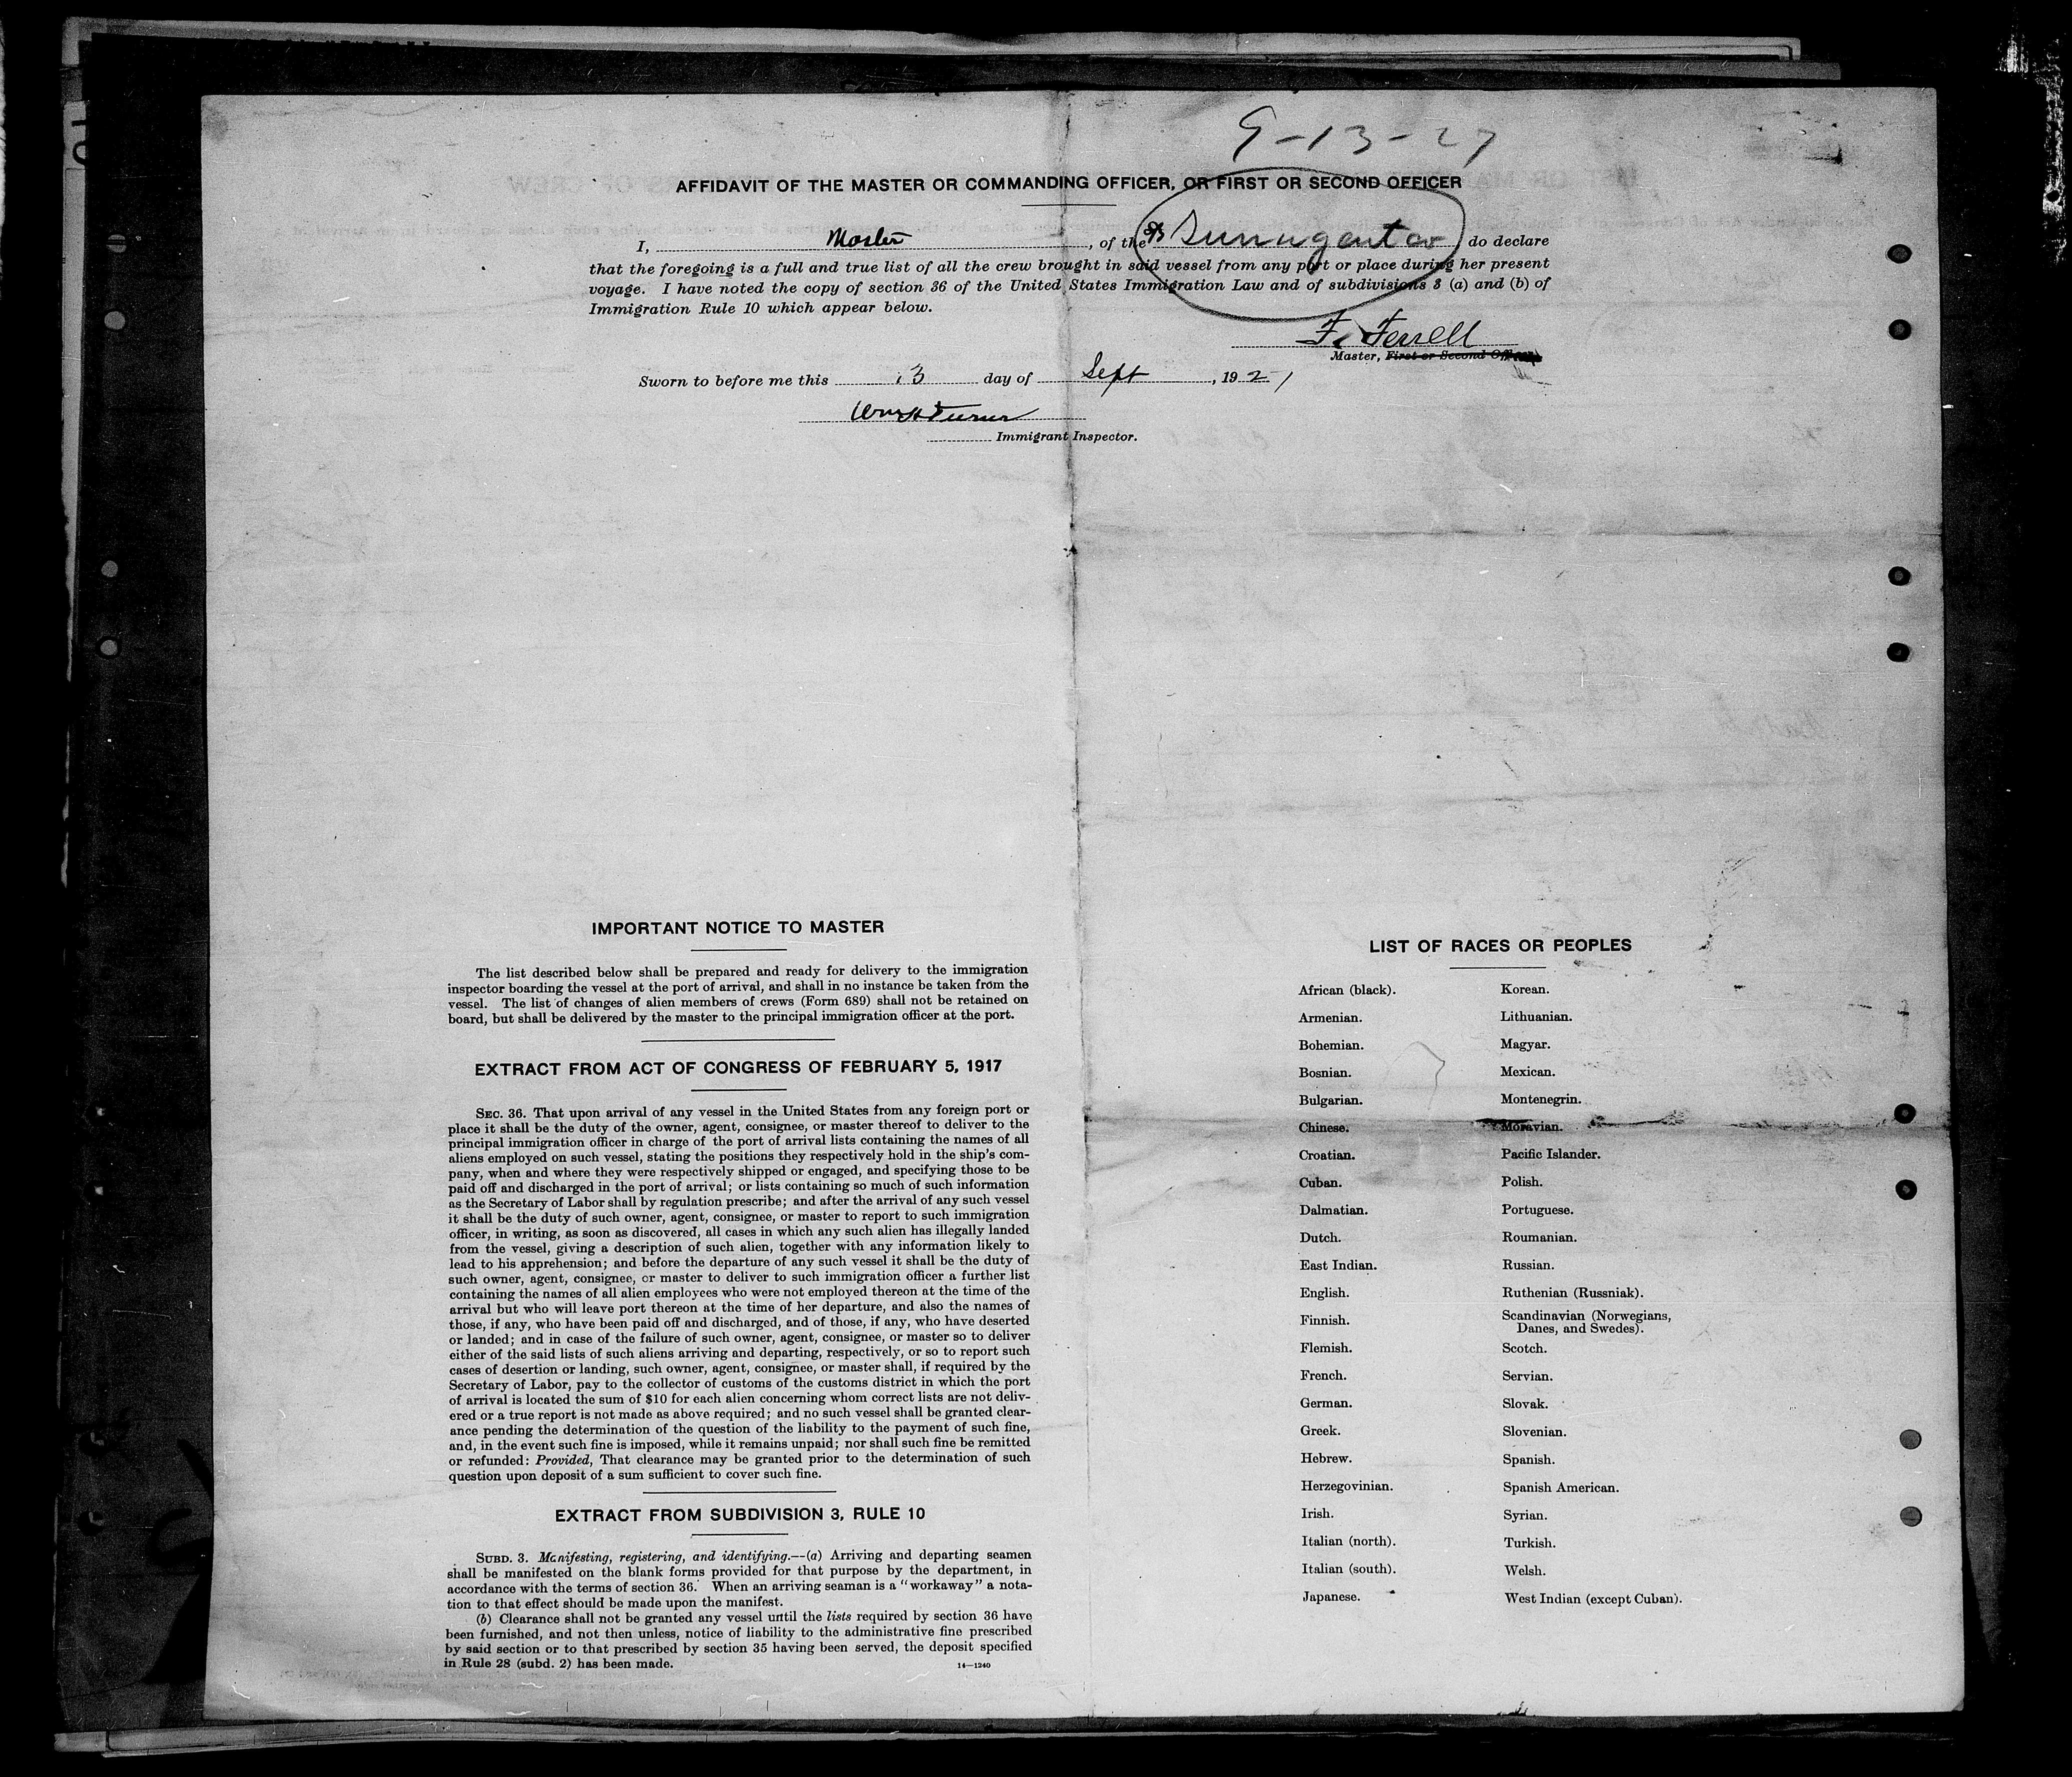 9-13-27
AFFIDAVIT OF THE MASTER OR COMMANDING OFFICER, OR FIRST OR SECOND OFFICER
I, Master, of the SS do declare
that the foregoing is a full and true list of all the crew brought in said vessel from any port or place during her present
voyage. I have noted the copy of section 36 of the United States Immigration Law and of subdivisions 3 (a) and (b) of
Immigration Rule 10 which appear below.
F. Ferrell
Master, First or Second Officer
Sworn to before me this 13 day of Sept, 1927
Wm H Turner
Immigrant Inspector.
IMPORTANT NOTICE TO MASTER
The list described below shall be prepared and ready for delivery to the immigration
inspector boarding the vessel at the port of arrival, and shall in no instance be taken from the
vessel. The list of changes of alien members of crews (Form 689) shall not be retained on
board, but shall be delivered by the master to the principal immigration officer at the port.
EXTRACT FROM ACT OF CONGRESS OF FEBRUARY 5, 1917
SEC. 36. That upon arrival of any vessel in the United States from any foreign port or
place it shall be the duty of the owner, agent, consignee, or master thereof to deliver to the
principal immigration officer in charge of the port of arrival lists containing the names of all
aliens employed on such vessel, stating the positions they respectively hold in the ship's com-
pany, when and where they were respectively shipped or engaged, and specifying those to be
paid off and discharged in the port of arrival; or lists containing so much of such information
as the Secretary of Labor shall by regulation prescribe; and after the arrival of any such vessel
it shall be the duty of such owner, agent, consignee, or master to report to such immigration
officer, in writing, as soon as discovered, all cases in which any such alien has illegally landed
from the vessel, giving a description of such alien, together with any information likely to
lead to his apprehension; and before the departure of any such vessel it shall be the duty of
such owner, agent, consignee, or master to deliver to such immigration officer a further list
containing the names of all alien employees who were not employed thereon at the time of the
arrival but who will leave port thereon at the time of her departure, and also the names of
those, if any, who have been paid off and discharged, and of those, if any, who have deserted
or landed; and in case of the failure of such owner, agent, consignee, or master so to deliver
either of the said lists of such aliens arriving and departing, respectively, or so to report such
cases of desertion or landing, such owner, agent, consignee, or master shall, if required by the
Secretary of Labor, pay to the collector of customs of the customs district in which the port
of arrival is located the sum of $10 for each alien concerning whom correct lists are not deliv-
ered or a true report is not made as above required; and no such vessel shall be granted clear-
ance pending the determination of the question of the liability to the payment of such fine,
and, in the event such fine is imposed, while it remains unpaid; nor shall such fine be remitted
or refunded: Provided, That clearance may be granted prior to the determination of such
question upon deposit of a sum sufficient to cover such fine.
EXTRACT FROM SUBDIVISION 3, RULE 10
SUBD. 3. Manifesting, registering, and identifying.--(a) Arriving and departing seamen
shall be manifested on the blank forms provided for that purpose by the department, in
accordance with the terms of section 36. When an arriving seaman is a "workaway" a nota-
tion to that effect should be made upon the manifest.
(b) Clearance shall not be granted any vessel until the lists required by section 36 have
been furnished, and not then unless, notice of liability to the administrative fine prescribed
by said section or to that prescribed by section 35 having been served, the deposit specified
in Rule 28 (subd. 2) has been made.
14—1240
LIST OF RACES OR PEOPLES
African (black).
Armenian.
Bohemian.
Bosnian.
Bulgarian.
Chinese.
Croatian.
Cuban.
Dalmatian.
Dutch.
East Indian.
English.
Finnish.
Flemish.
French.
German.
Greek.
Hebrew.
Herzegovinian.
Irish.
Italian (north).
Italian (south).
Japanese.
Korean.
Lithuanian.
Magyar.
Mexican.
Montenegrin.
Moravian.
Pacific Islander.
Polish.
Portuguese.
Roumanian.
Russian.
Ruthenian (Russniak).
Scandinavian (Norwegians,
Danes, and Swedes).
Scotch.
Servian.
Slovak.
Slovenian.
Spanish.
Spanish American.
Syrian.
Turkish.
Welsh.
West Indian (except Cuban).